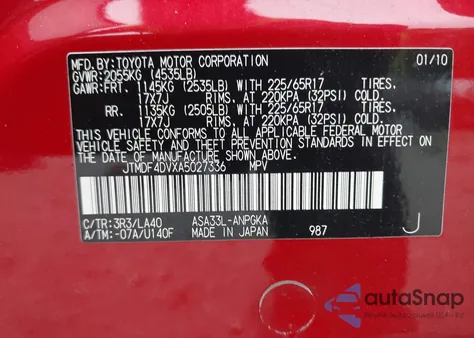 MFD.BY:TOYOTA MOTOR CORPORATION 01/10
GVWR:2055KG (4535LB)
GAWR:FRT. 1145KG (2535LB) WITH 225/65R17 TIRES,
17X7J RIMS, AT 220KPA (32PSI) COLD.
RR. 1135KG (2505LB) WITH 225/65R17 TIRES,
17X7J RIMS, AT 220KPA (32PSI) COLD.
THIS VEHICLE CONFORMS TO ALL APPLICABLE FEDERAL MOTOR
VEHICLE SAFETY AND THEFT PREVENTION STANDARDS IN EFFECT ON
THE DATE OF MANUFACTURE SHOWN ABOVE.
JTMDF4DVXA5027336 MPV
C/TR:3R3/LA40 ASA33L-ANPGKA J
A/TM:-07A/U140F MADE IN JAPAN 987
autoSnap